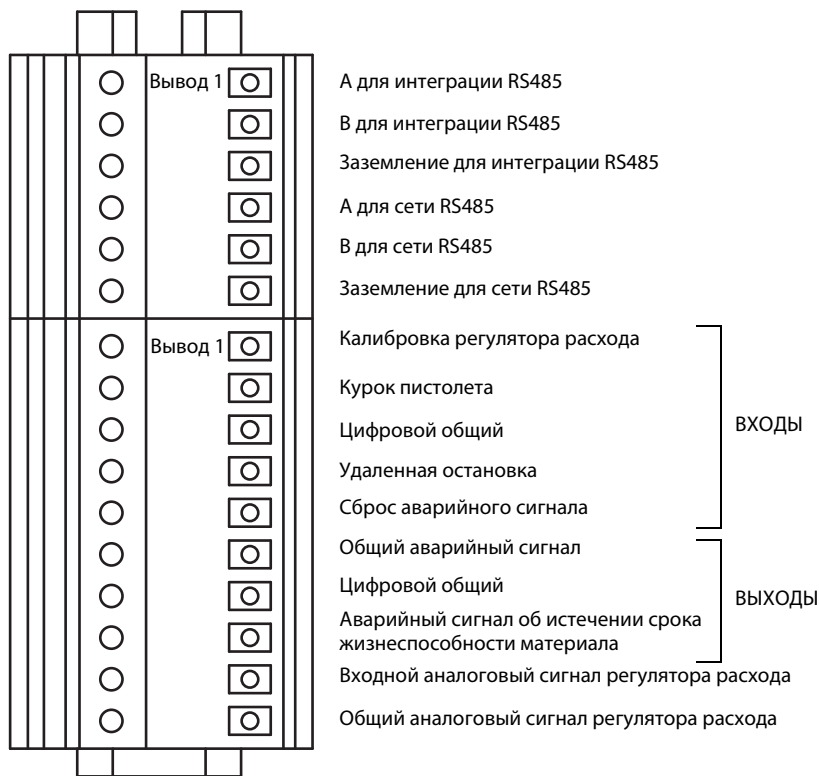 Вывод 1 А для интеграции RS485
В для интеграции RS485
Заземление для интеграции RS485
А для сети RS485
В для сети RS485
Заземление для сети RS485
Вывод 1 Калибровка регулятора расхода
Курок пистолета
Цифровой общий
ВХОДЫ
Удаленная остановка
Сброс аварийного сигнала
Общий аварийный сигнал
Цифровой общий
ВЫХОДЫ
Аварийный сигнал об истечении срока
жизнеспособности материала
Входной аналоговый сигнал регулятора расхода
Общий аналоговый сигнал регулятора расхода